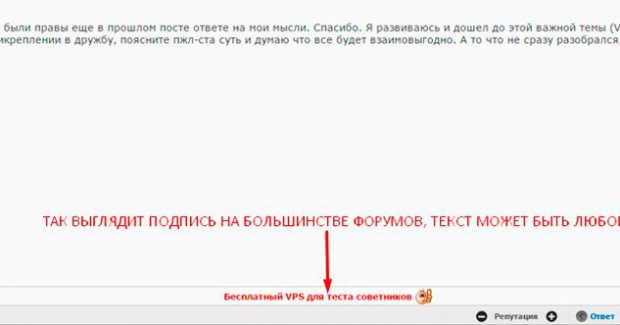 были правы еще в прошлом посте ответе на мои мысли. Спасибо. Я развиваюсь и дошел до этой важной темы (V
икреплении в дружбу, поясните пжл-ста суть и думаю что все будет взаимовыгодно. А то что не сразу разобрался,
ТАК ВЫГЛЯДИТ ПОДПИСЬ НА БОЛЬШИНСТВЕ ФОРУМОВ, ТЕКСТ МОЖЕТ БЫТЬ ЛЮБОЙ
Бесплатный VPS для теста советников
Репутация Ответ